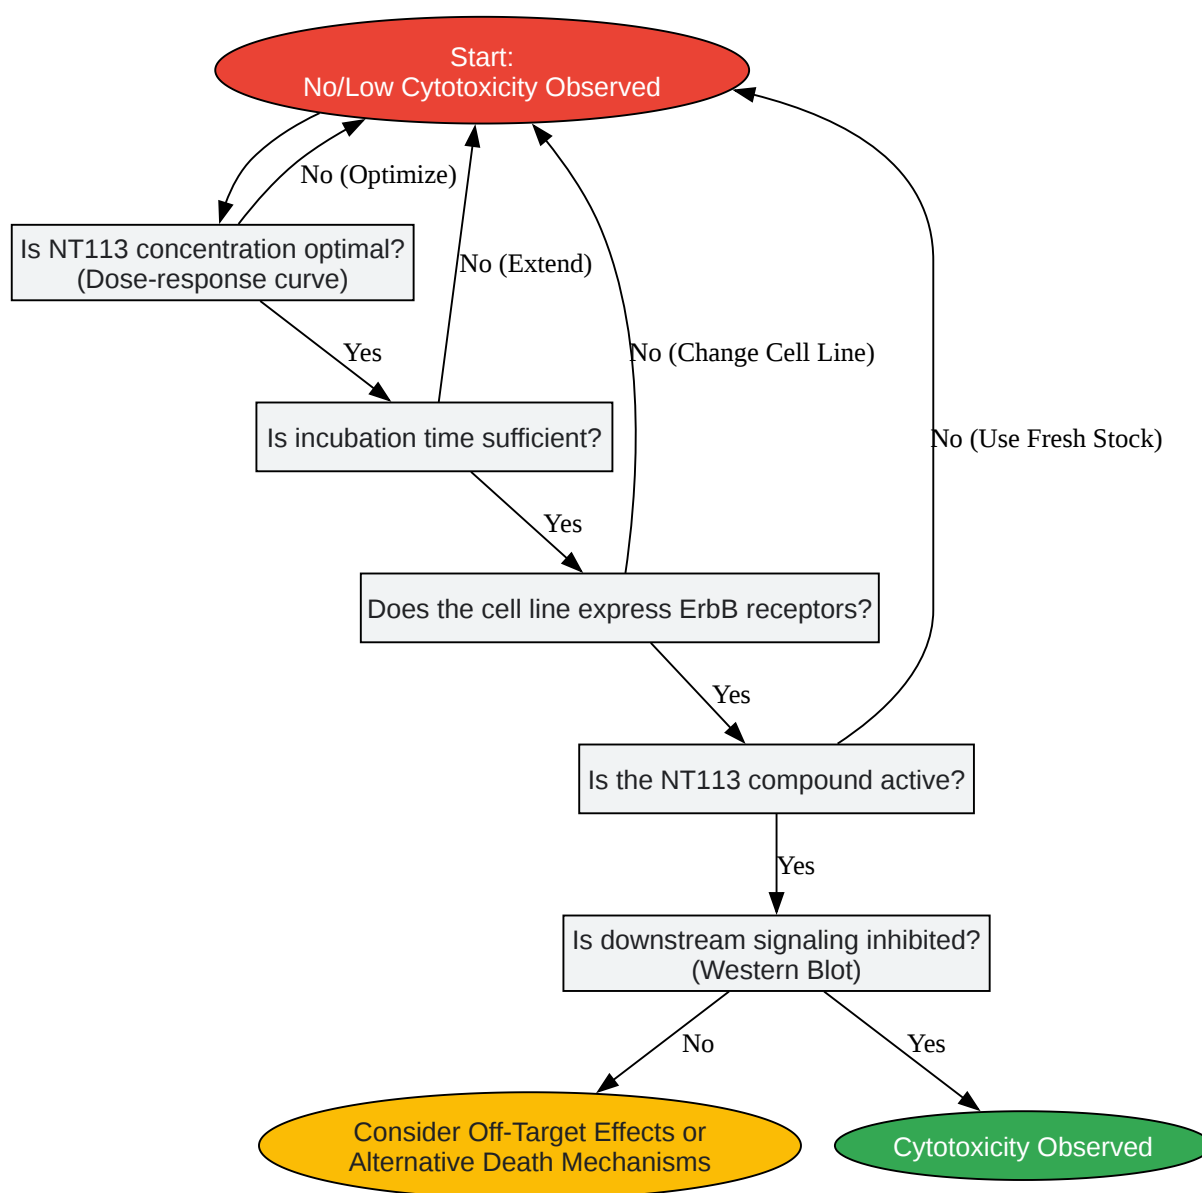 Start:
No/Low Cytotoxicity Observed
No (Optimize)
Is NT113 concentration optimal?
(Dose-response curve)
No (Extend)
Yes
No (Change Cell Line)
Is incubation time sufficient?
No (Use Fresh Stock)
Yes
Does the cell line express ErbB receptors?
Yes
Is the NT113 compound active?
Yes
Is downstream signaling inhibited?
(Western Blot)
No
Yes
Consider Off-Target Effects or
Alternative Death Mechanisms
Cytotoxicity Observed